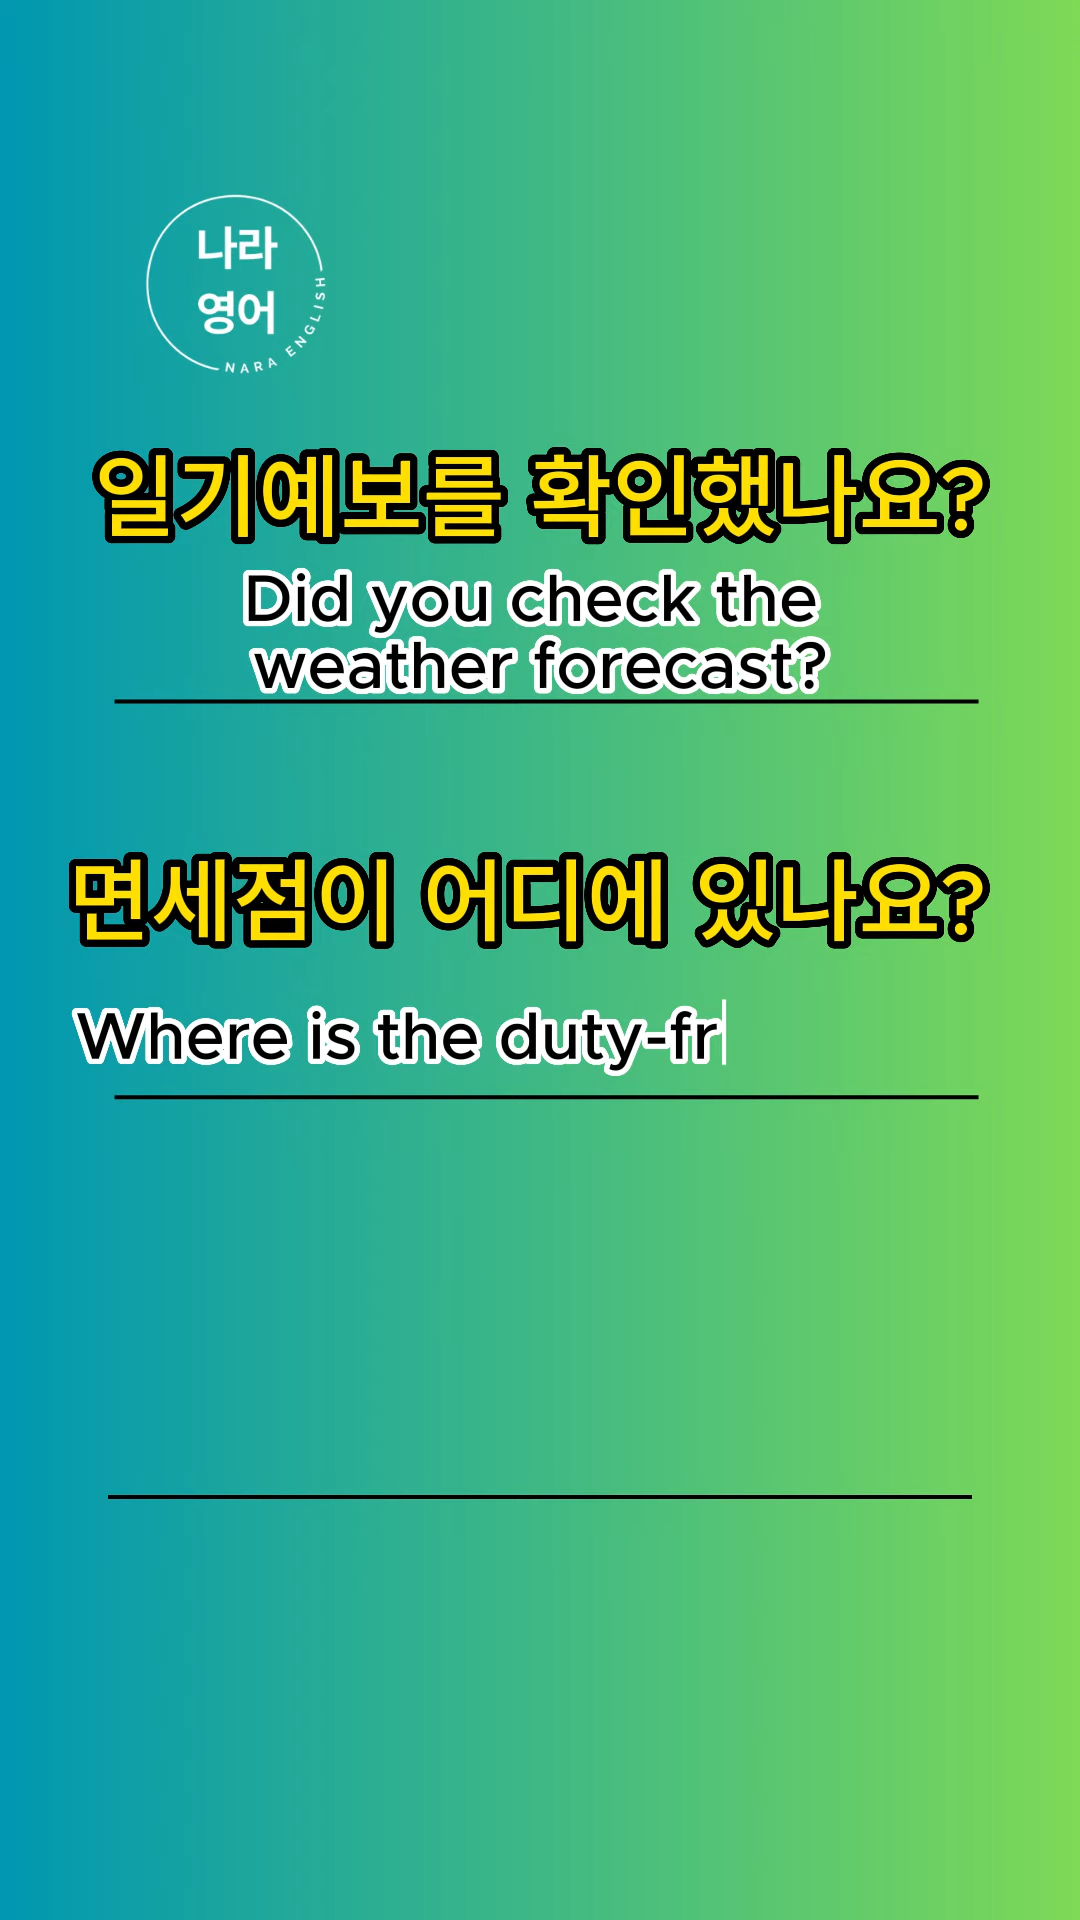 나라
영어
NARA ENGLISH
일기예보를 확인했나요?
Did you check the
weather forecast?
면세점이 어디에 있나요?
Where is the duty-fr